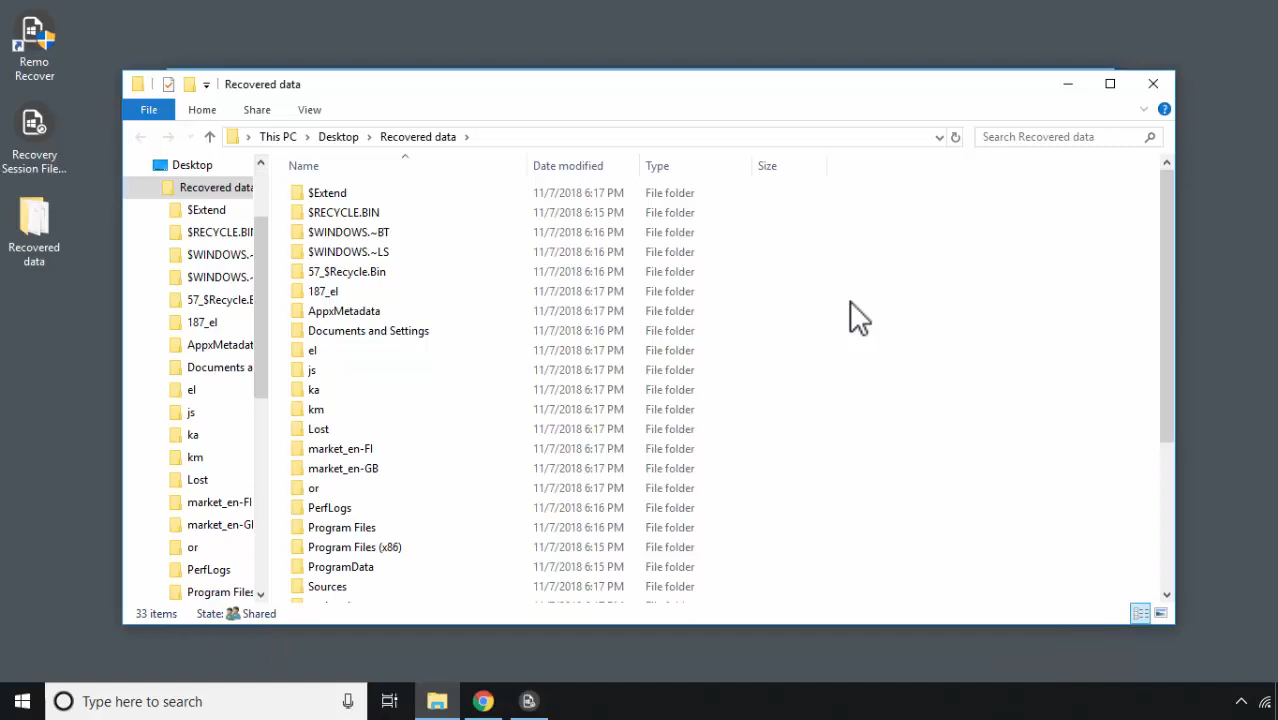 Remo
Recover
Recovery
Session File...
Recovered
data
Recovered data
File Home Share View
This PC > Desktop > Recovered data >
Search Recovered data
Desktop
Recovered data
$Extend
$RECYCLE.BIN
$WINDOWS.~
$WINDOWS.~
57_$Recycle.B
187_el
AppxMetadat
Documents a
el
js
ka
km
Lost
market_en-FI
market_en-GB
or
PerfLogs
Program Files
Name Date modified Type Size
$Extend 11/7/2018 6:17 PM File folder
$RECYCLE.BIN 11/7/2018 6:15 PM File folder
$WINDOWS.~BT 11/7/2018 6:16 PM File folder
$WINDOWS.~LS 11/7/2018 6:16 PM File folder
57_$Recycle.Bin 11/7/2018 6:16 PM File folder
187_el 11/7/2018 6:17 PM File folder
AppxMetadata 11/7/2018 6:17 PM File folder
Documents and Settings 11/7/2018 6:16 PM File folder
el 11/7/2018 6:17 PM File folder
js 11/7/2018 6:17 PM File folder
ka 11/7/2018 6:17 PM File folder
km 11/7/2018 6:17 PM File folder
Lost 11/7/2018 6:17 PM File folder
market_en-FI 11/7/2018 6:17 PM File folder
market_en-GB 11/7/2018 6:17 PM File folder
or 11/7/2018 6:17 PM File folder
PerfLogs 11/7/2018 6:16 PM File folder
Program Files 11/7/2018 6:16 PM File folder
Program Files (x86) 11/7/2018 6:15 PM File folder
ProgramData 11/7/2018 6:15 PM File folder
Sources 11/7/2018 6:17 PM File folder
33 items State: Shared
Type here to search